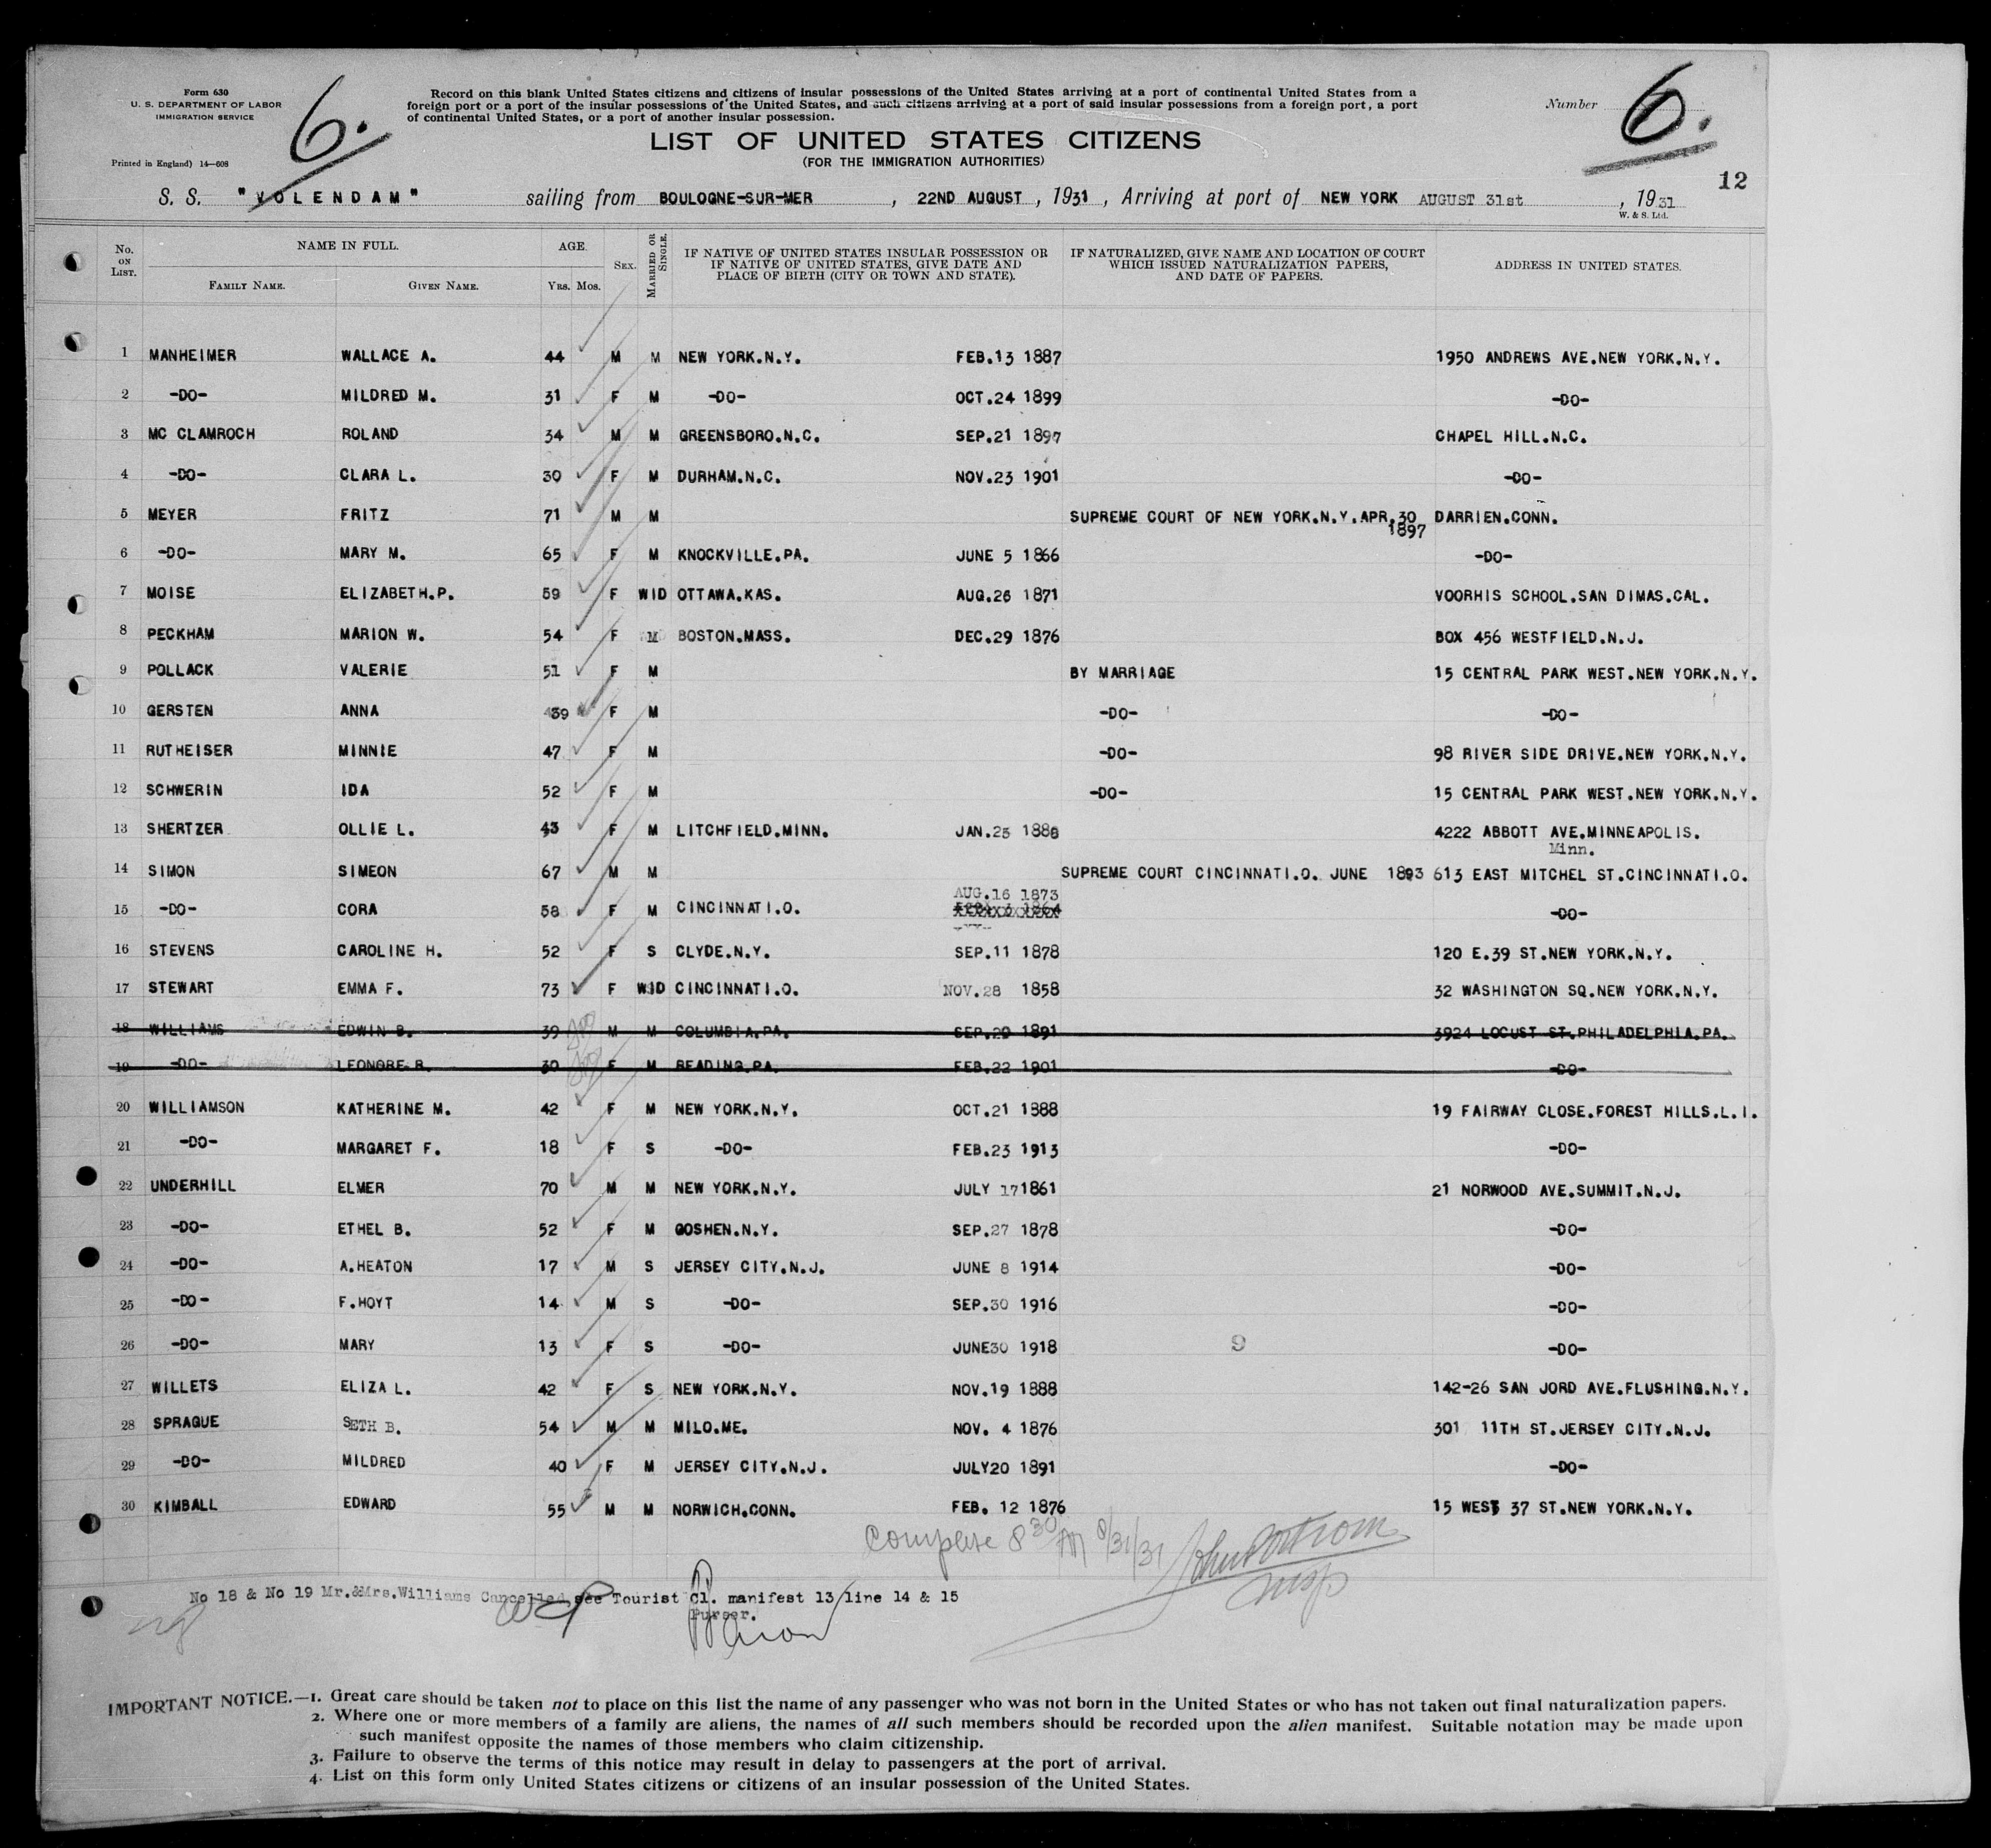 Form 630
U. S. DEPARTMENT OF LABOR
IMMIGRATION SERVICE
Printed in England) 14—608
6.
Record on this blank United States citizens and citizens of insular possessions of the United States arriving at a port of continental United States from a
foreign port or a port of the insular possessions of the United States, and such citizens arriving at a port of said insular possessions from a foreign port, a port
of continental United States, or a port of another insular possession.
Number 6.
LIST OF UNITED STATES CITIZENS
(FOR THE IMMIGRATION AUTHORITIES)
12
S. S. "VOLENDAM" sailing from BOULOGNE-SUR-MER , 22ND AUGUST , 1931 , Arriving at port of NEW YORK AUGUST 31st , 1931
W. & S. Ltd.
No. ON LIST. NAME IN FULL. FAMILY NAME. GIVEN NAME. AGE. YRS. MOS. SEX. MARRIED OR SINGLE. IF NATIVE OF UNITED STATES INSULAR POSSESSION OR IF NATIVE OF UNITED STATES, GIVE DATE AND PLACE OF BIRTH (CITY OR TOWN AND STATE). IF NATURALIZED, GIVE NAME AND LOCATION OF COURT WHICH ISSUED NATURALIZATION PAPERS, AND DATE OF PAPERS. ADDRESS IN UNITED STATES.
1 MANHEIMER WALLACE A. 44 M M NEW YORK.N.Y. FEB.13 1887 1950 ANDREWS AVE.NEW YORK.N.Y.
2 -DO- MILDRED M. 31 F M -DO- OCT.24 1899 -DO-
3 MC CLAMROCH ROLAND 34 M M GREENSBORO.N.C. SEP.21 1897 CHAPEL HILL.N.C.
4 -DO- CLARA L. 30 F M DURHAM.N.C. NOV.23 1901 -DO-
5 MEYER FRITZ 71 M M SUPREME COURT OF NEW YORK.N.Y.APR.30 1897 DARRIEN.CONN.
6 -DO- MARY M. 65 F M KNOCKVILLE.PA. JUNE 5 1866 -DO-
7 MOISE ELIZABETH.P. 59 F WID OTTAWA.KAS. AUG.26 1871 VOORHIS SCHOOL.SAN DIMAS.CAL.
8 PECKHAM MARION W. 54 F M BOSTON.MASS. DEC.29 1876 BOX 456 WESTFIELD.N.J.
9 POLLACK VALERIE 51 F M BY MARRIAGE 15 CENTRAL PARK WEST.NEW YORK.N.Y.
10 GERSTEN ANNA 39 F M -DO- -DO-
11 RUTHEISER MINNIE 47 F M -DO- 98 RIVER SIDE DRIVE.NEW YORK.N.Y.
12 SCHWERIN IDA 52 F M -DO- 15 CENTRAL PARK WEST.NEW YORK.N.Y.
13 SHERTZER OLLIE L. 43 F M LITCHFIELD.MINN. JAN.23 1888 4222 ABBOTT AVE.MINNEAPOLIS.
Minn.
14 SIMON SIMEON 67 M M SUPREME COURT CINCINNATI.O. JUNE 1893 613 EAST MITCHEL ST.CINCINNATI.O.
15 -DO- CORA 58 F M CINCINNATI.O. AUG.16 1873 -DO-
16 STEVENS CAROLINE H. 52 F S CLYDE.N.Y. SEP.11 1878 120 E.39 ST.NEW YORK.N.Y.
17 STEWART EMMA F. 73 F WID CINCINNATI.O. NOV.28 1858 32 WASHINGTON SQ.NEW YORK.N.Y.
18 WILLIAMS EDWIN B. 39 M M COLUMBIA.PA. SEP.20 1891 3924 LOCUST ST.PHILADELPHIA.PA.
19 -DO- LEONORE R. 30 F M READING.PA. FEB.22 1901 -DO-
20 WILLIAMSON KATHERINE M. 42 F M NEW YORK.N.Y. OCT.21 1888 19 FAIRWAY CLOSE.FOREST HILLS.L.I.
21 -DO- MARGARET F. 18 F S -DO- FEB.23 1913 -DO-
22 UNDERHILL ELMER 70 M M NEW YORK.N.Y. JULY 17 1861 21 NORWOOD AVE.SUMMIT.N.J.
23 -DO- ETHEL B. 52 F M GOSHEN.N.Y. SEP.27 1878 -DO-
24 -DO- A.HEATON 17 M S JERSEY CITY.N.J. JUNE 8 1914 -DO-
25 -DO- F.HOYT 14 M S -DO- SEP.30 1916 -DO-
26 -DO- MARY 13 F S -DO- JUNE30 1918 9 -DO-
27 WILLETS ELIZA L. 42 F S NEW YORK.N.Y. NOV.19 1888 142-26 SAN JORD AVE.FLUSHING.N.Y.
28 SPRAGUE SETH B. 54 M M MILO.ME. NOV. 4 1876 301 11TH ST.JERSEY CITY.N.J.
29 -DO- MILDRED 40 F M JERSEY CITY.N.J. JULY20 1891 -DO-
30 KIMBALL EDWARD 55 M M NORWICH.CONN. FEB. 12 1876 15 WEST 37 ST.NEW YORK.N.Y.
Complete 8 30 AM 8/31/31
Insp
No 18 & No 19 Mr.&Mrs.Williams Cancelled see Tourist Cl. manifest 13/line 14 & 15
Purser.
IMPORTANT NOTICE.—1. Great care should be taken not to place on this list the name of any passenger who was not born in the United States or who has not taken out final naturalization papers.
2. Where one or more members of a family are aliens, the names of all such members should be recorded upon the alien manifest. Suitable notation may be made upon
such manifest opposite the names of those members who claim citizenship.
3. Failure to observe the terms of this notice may result in delay to passengers at the port of arrival.
4. List on this form only United States citizens or citizens of an insular possession of the United States.